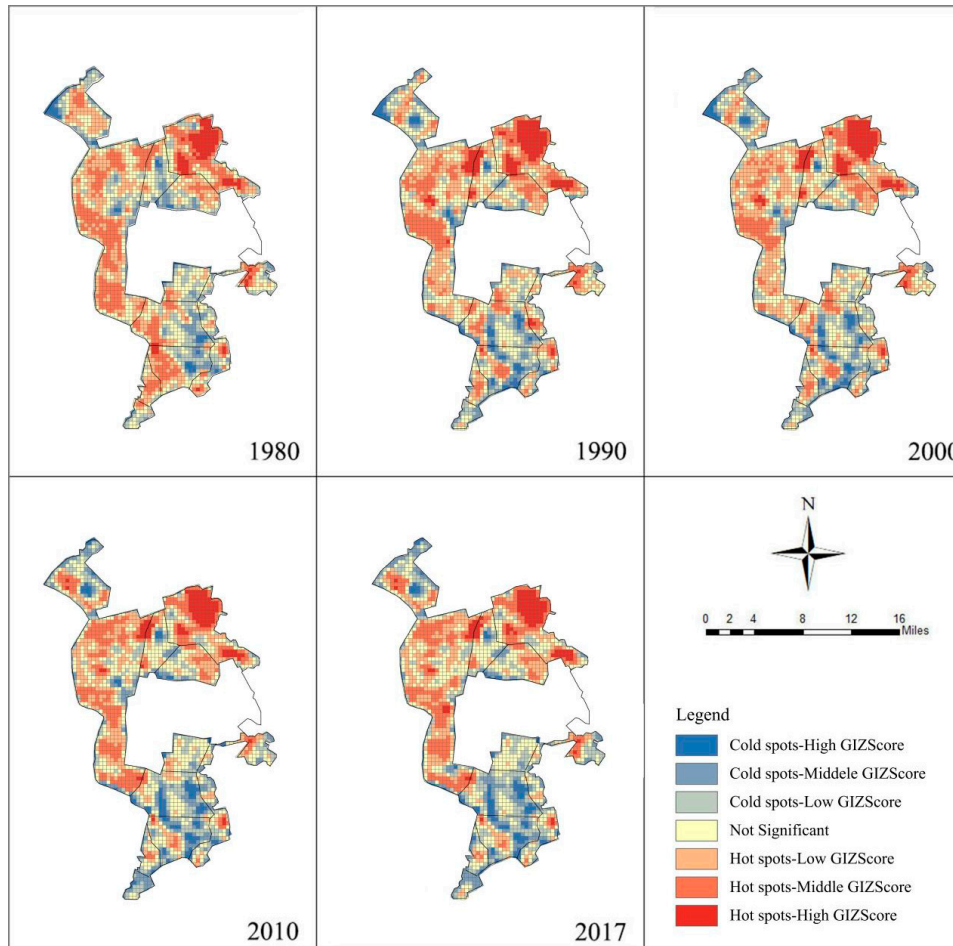 1980
1990
2000
2010
2017
N
0 2 4 8 12 16
Miles
Legend
Cold spots-High GIZScore
Cold spots-Middele GIZScore
Cold spots-Low GIZScore
Not Significant
Hot spots-Low GIZScore
Hot spots-Middle GIZScore
Hot spots-High GIZScore